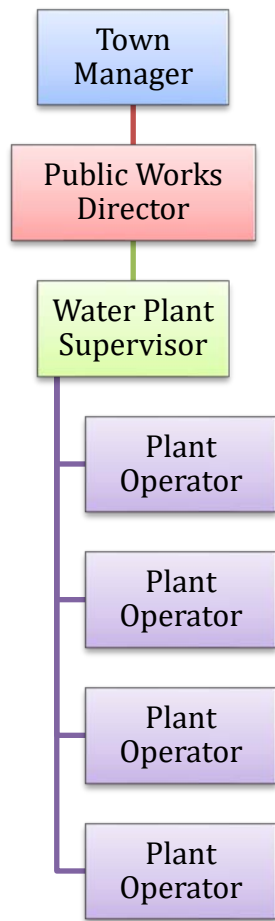 Town
Manager
Public Works
Director
Water Plant
Supervisor
Plant
Operator
Plant
Operator
Plant
Operator
Plant
Operator